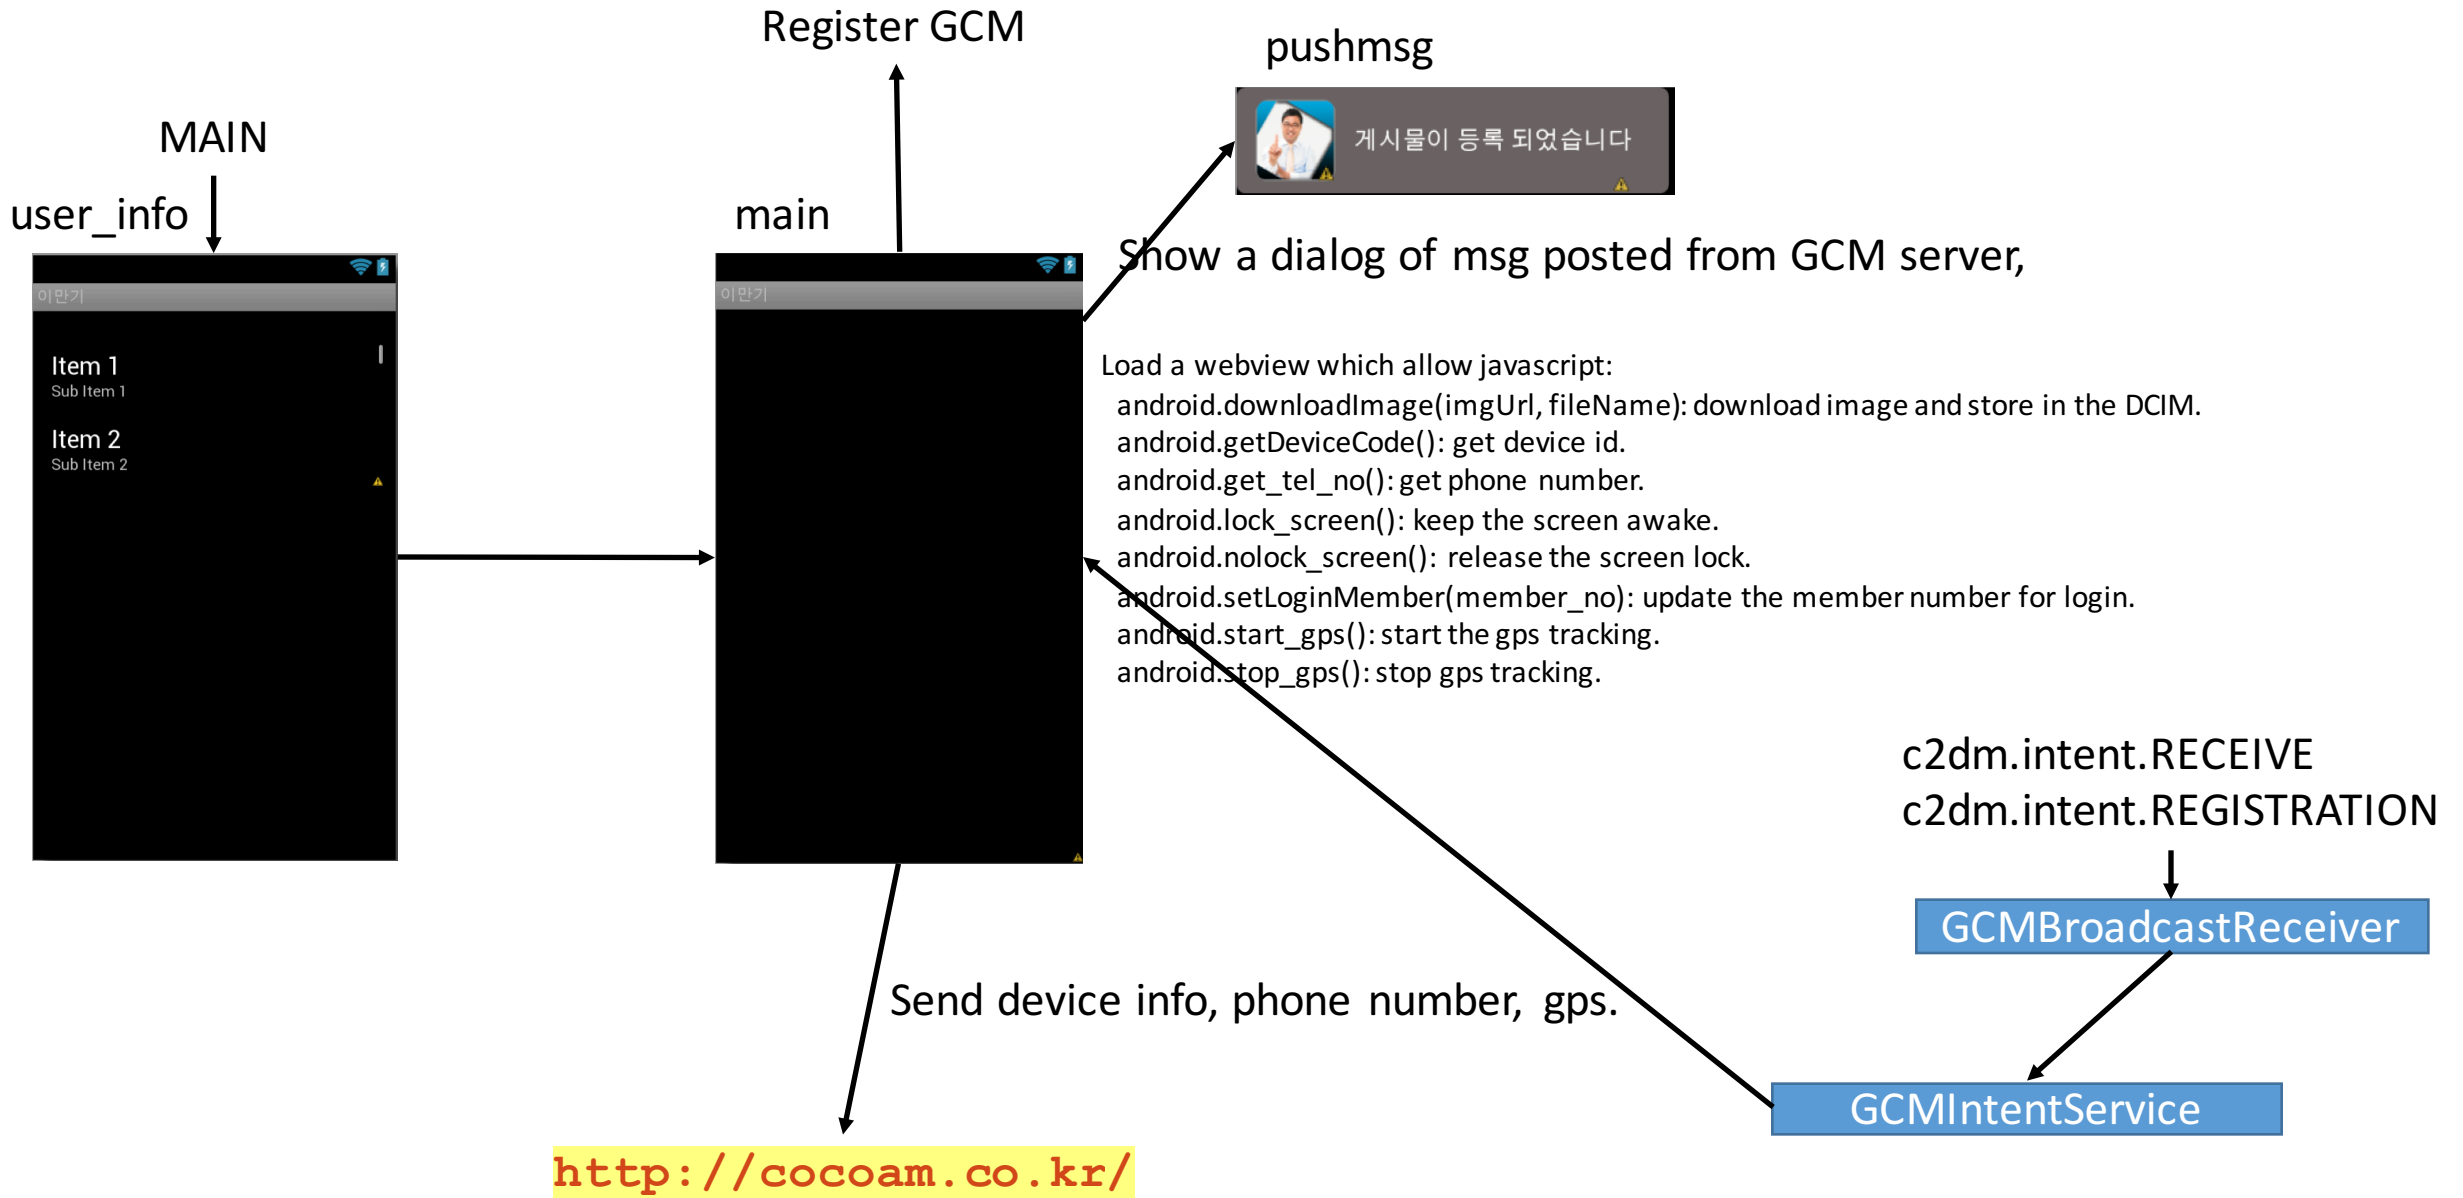 Register GCM
pushmsg
게시물이 등록 되었습니다
MAIN
user_info
main
Show a dialog of msg posted from GCM server,
이만기
이만기
Item 1
Sub Item 1
Item 2
Sub Item 2
Load a webview which allow javascript:
android.downloadImage(imgUrl, fileName): download image and store in the DCIM.
android.getDeviceCode(): get device id.
android.get_tel_no(): get phone number.
android.lock_screen(): keep the screen awake.
android.nolock_screen(): release the screen lock.
android.setLoginMember(member_no): update the member number for login.
android.start_gps(): start the gps tracking.
android.stop_gps(): stop gps tracking.
c2dm.intent.RECEIVE
c2dm.intent.REGISTRATION
GCMBroadcastReceiver
Send device info, phone number, gps.
GCMIntentService
http://cocoam.co.kr/